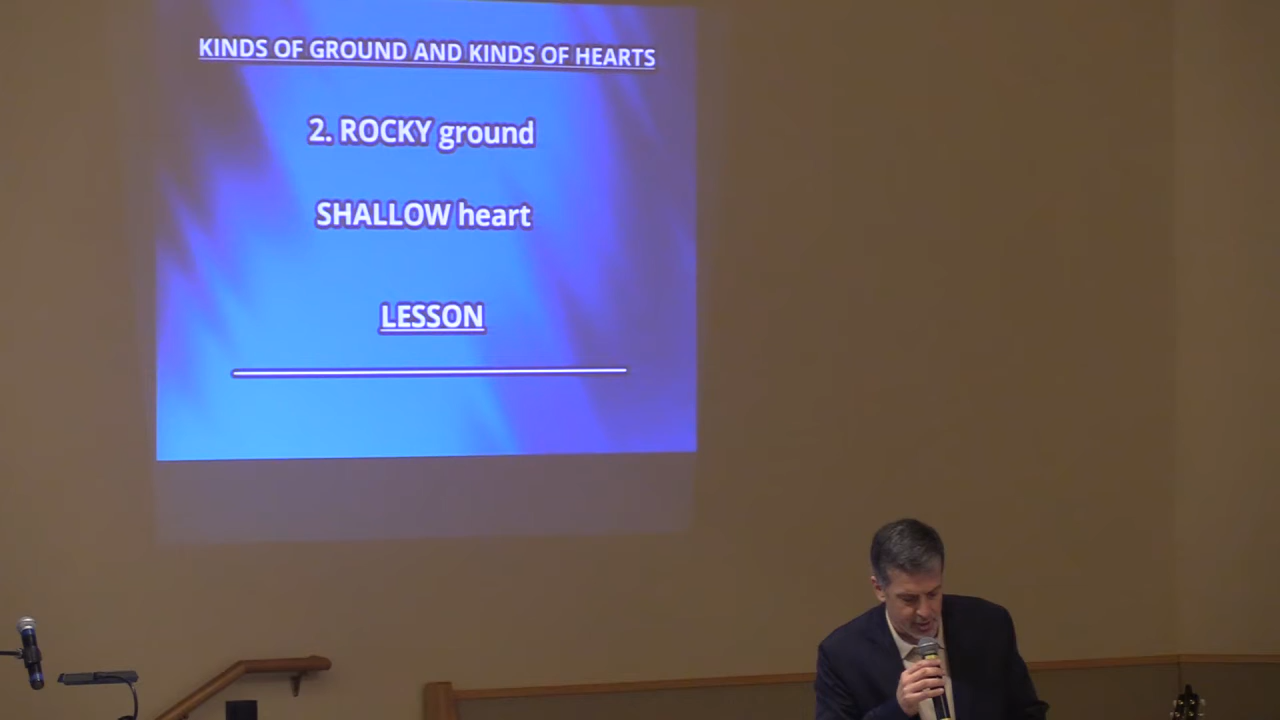 KINDS OF GROUND AND KINDS OF HEARTS
2. ROCKY ground
SHALLOW heart
LESSON